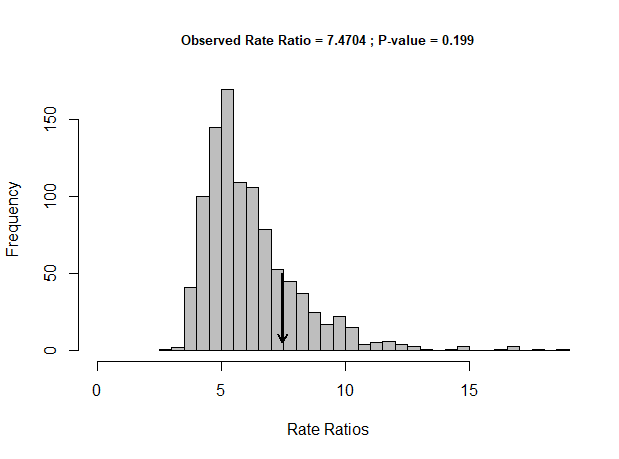 Observed Rate Ratio = 7.4704 ; P-value = 0.199
150
100
50
0
Frequency
0 5 10 15
Rate Ratios